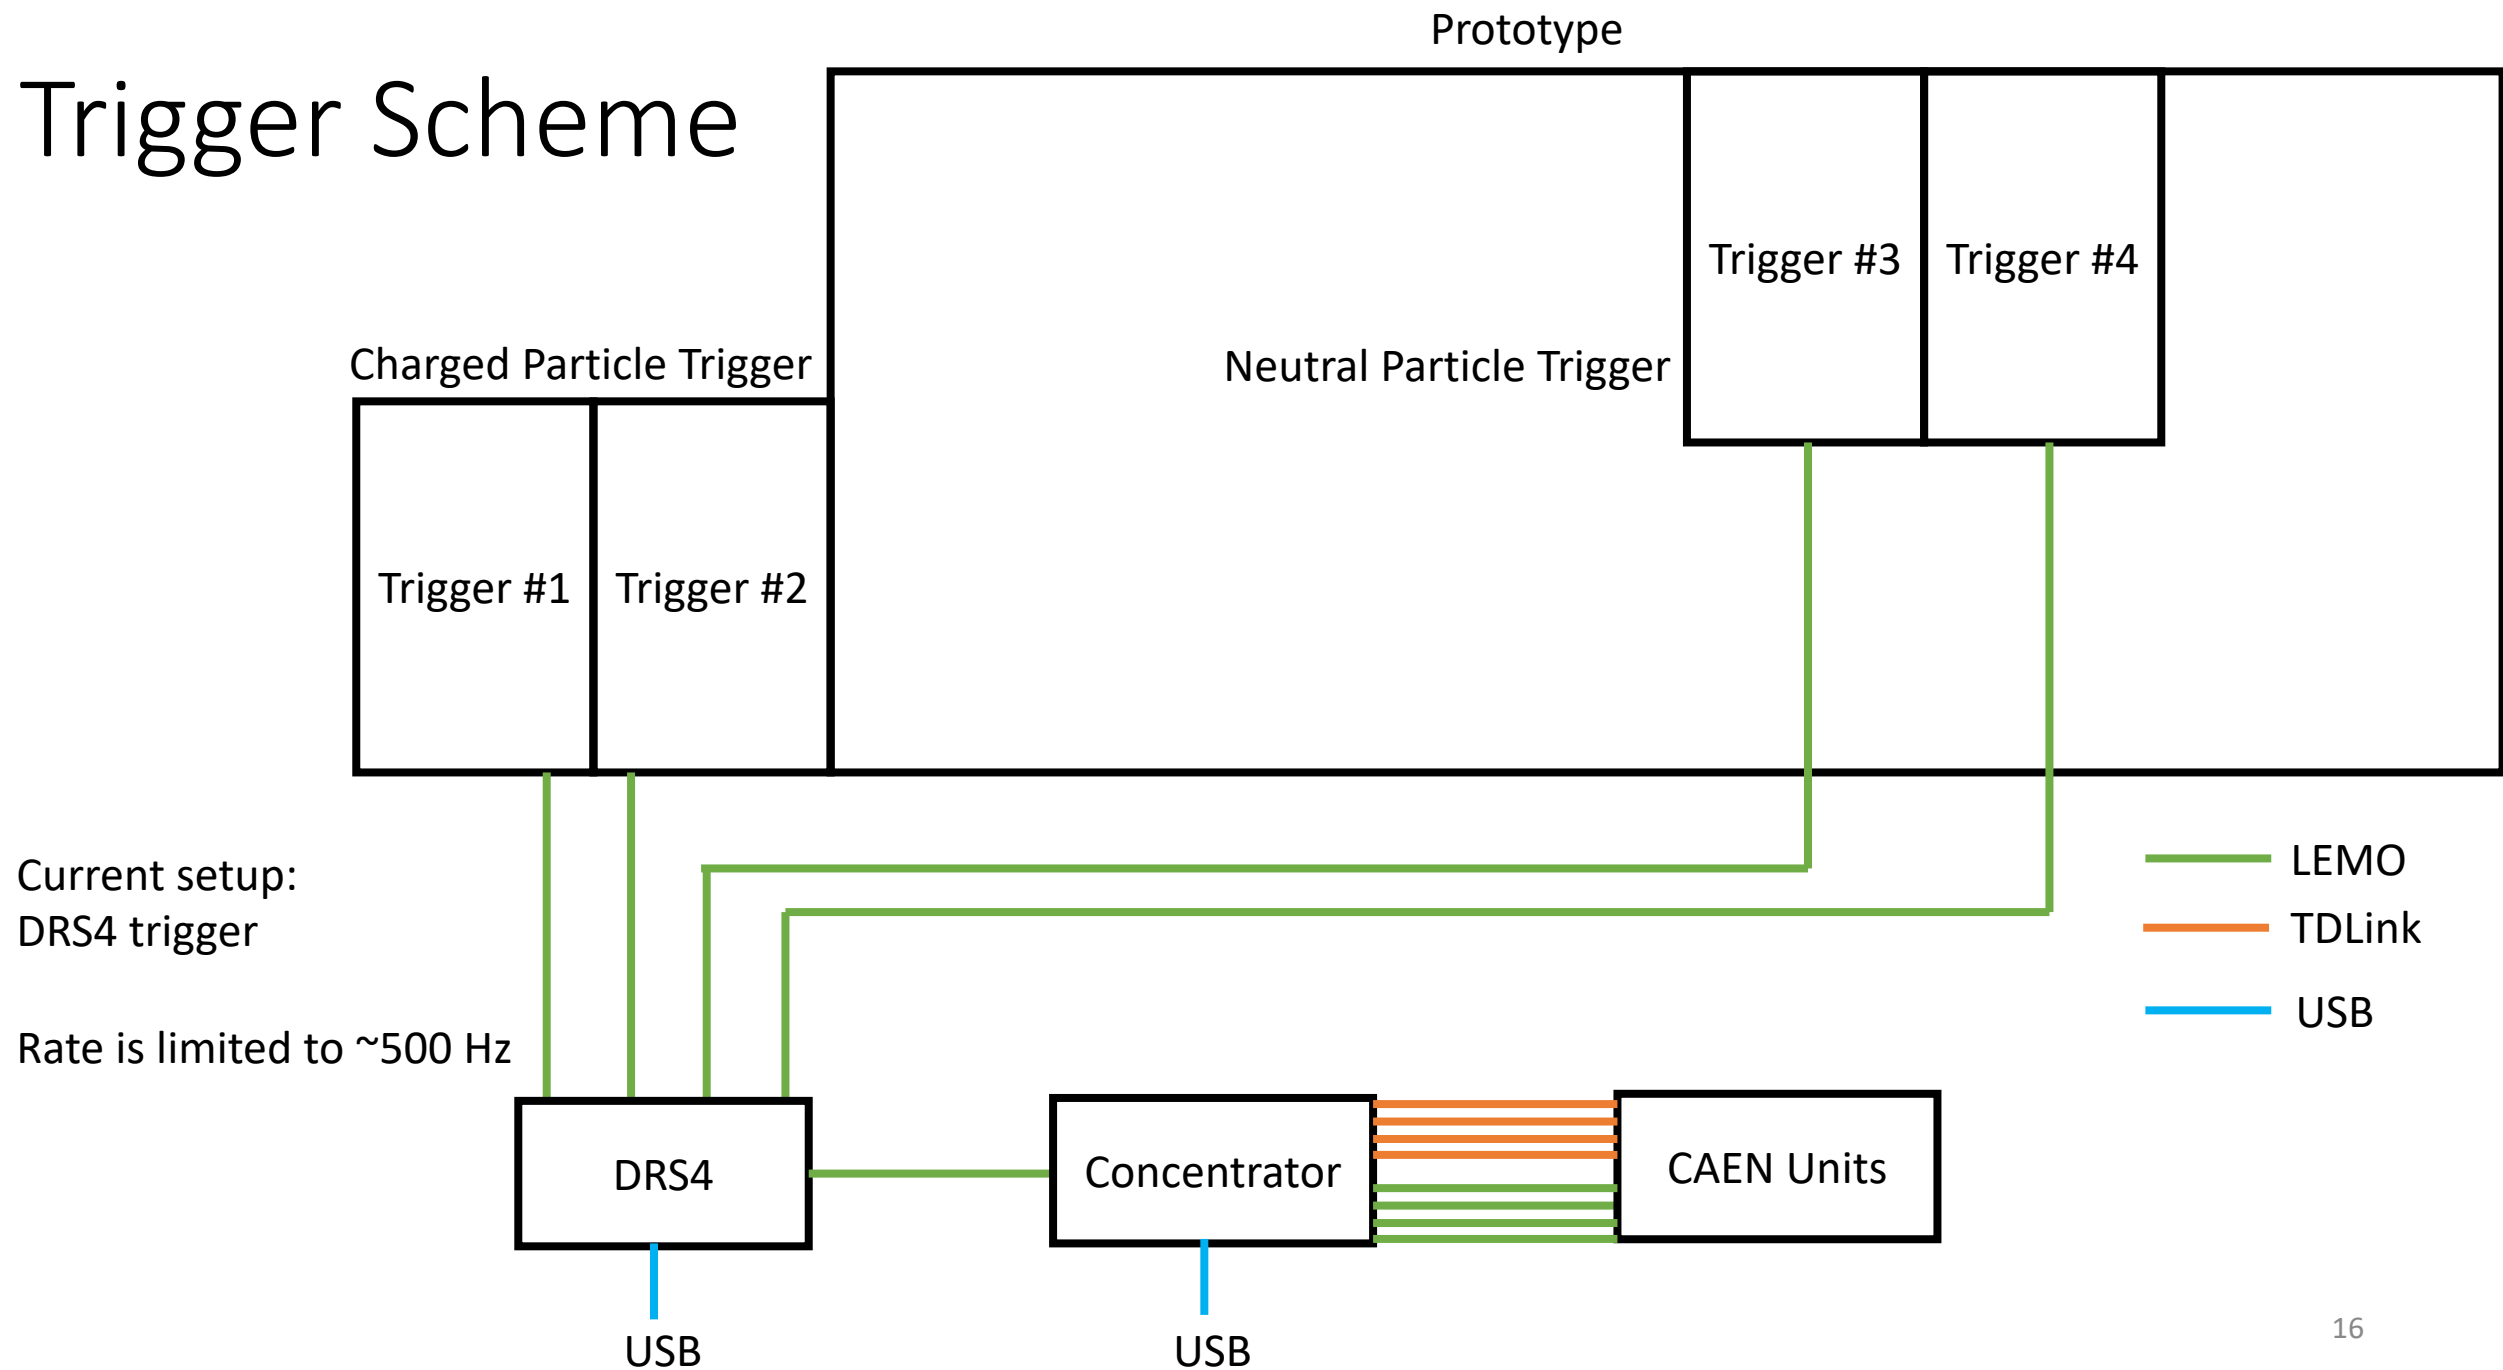 Prototype
Trigger Scheme
Trigger #3
Trigger #4
Charged Particle Trigger
Neutral Particle Trigger
Trigger #1
Trigger #2
Current setup:
DRS4 trigger
Rate is limited to ~500 Hz
LEMO
TDLink
USB
DRS4
Concentrator
CAEN Units
USB
USB
16